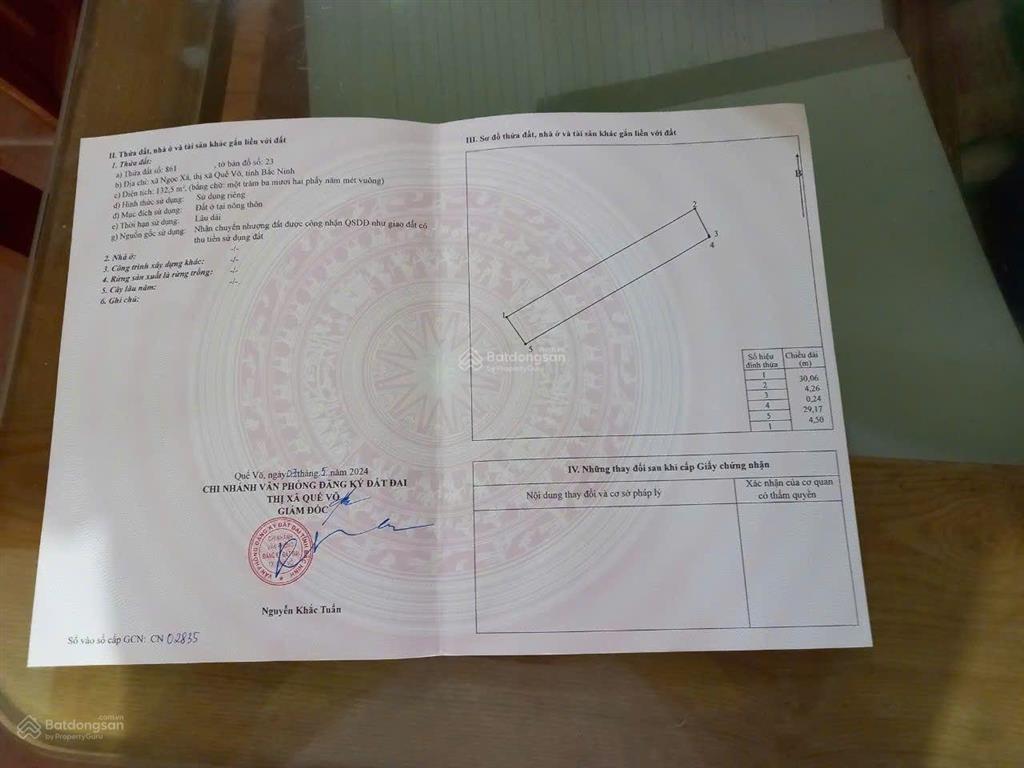 II. Thửa đất, nhà ở và tài sản khác gắn liền với đất
1. Thửa đất:
a) Thửa đất số: 861 , tờ bản đồ số: 23
b) Địa chỉ: xã Ngọc Xá, thị xã Quế Võ, tỉnh Bắc Ninh
c) Diện tích: 132,5 m², (bằng chữ: một trăm ba mươi hai phẩy năm mét vuông)
d) Hình thức sử dụng: Sử dụng riêng
đ) Mục đích sử dụng: Đất ở tại nông thôn
e) Thời hạn sử dụng: Lâu dài
g) Nguồn gốc sử dụng: Nhận chuyển nhượng đất được công nhận QSDĐ như giao đất có
thu tiền sử dụng đất
2. Nhà ở: -/-
3. Công trình xây dựng khác: -/-
4. Rừng sản xuất là rừng trồng: -/-
5. Cây lâu năm: -/-
6. Ghi chú:
Quế Võ, ngày 07 tháng 5 năm 2024
CHI NHÁNH VĂN PHÒNG ĐĂNG KÝ ĐẤT ĐAI
THỊ XÃ QUẾ VÕ
GIÁM ĐỐC
Nguyễn Khắc Tuấn
Số vào sổ cấp GCN: CN 02835
III. Sơ đồ thửa đất, nhà ở và tài sản khác gắn liền với đất
B
2
3
4
1
5
Số hiệu đỉnh thửa
Chiều dài (m)
1
30,06
2
4,26
3
0,24
4
29,17
5
4,50
1
IV. Những thay đổi sau khi cấp Giấy chứng nhận
Nội dung thay đổi và cơ sở pháp lý
Xác nhận của cơ quan
có thẩm quyền
Batdongsan
by PropertyGuru
.com.vn
Batdongsan
by PropertyGuru